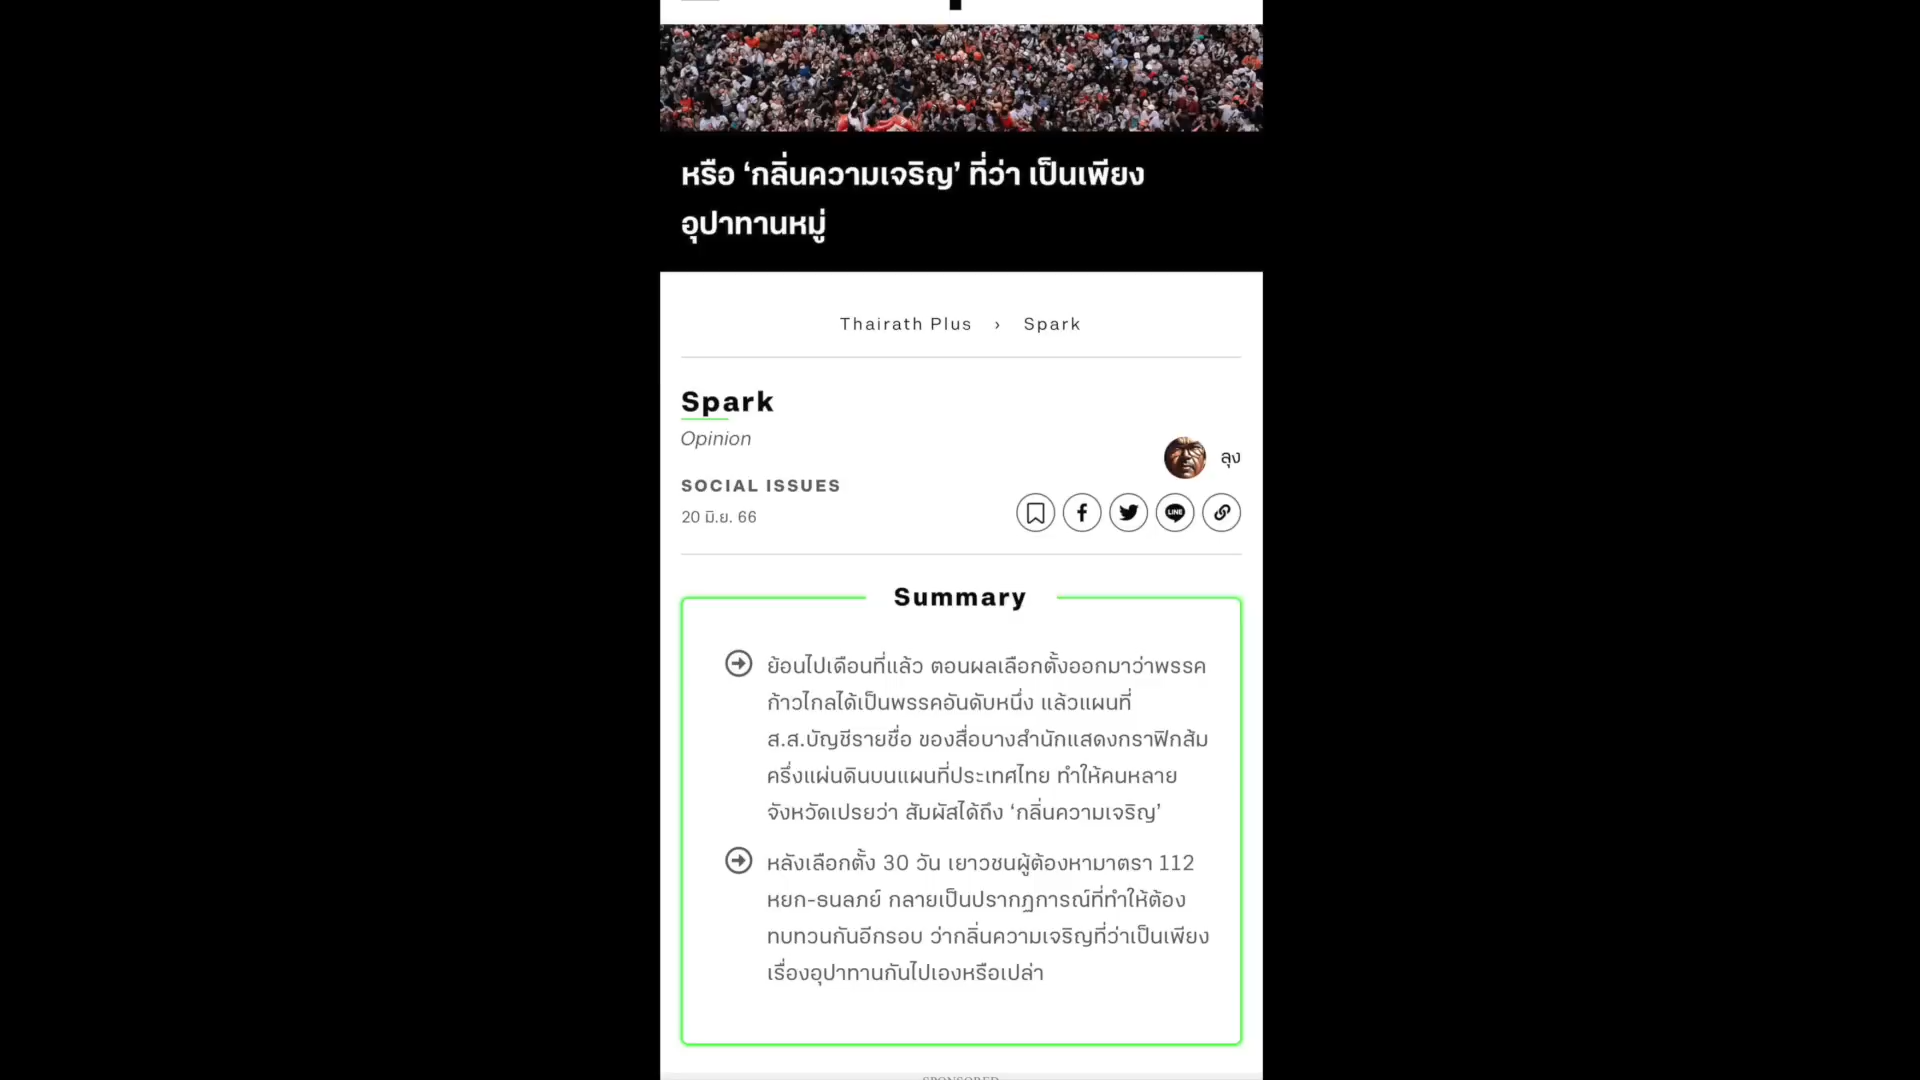 หรือ ‘กลิ่นความเจริญ’ ที่ว่า เป็นเพียง
อุปาทานหมู่
Thairath Plus › Spark
Spark
Opinion
ลุง
SOCIAL ISSUES
20 มิ.ย. 66
LINE
Summary
ย้อนไปเดือนที่แล้ว ตอนผลเลือกตั้งออกมาว่าพรรค
ก้าวไกลได้เป็นพรรคอันดับหนึ่ง แล้วแผนที่
ส.ส.บัญชีรายชื่อ ของสื่อบางสำนักแสดงกราฟิกส้ม
ครึ่งแผ่นดินบนแผนที่ประเทศไทย ทำให้คนหลาย
จังหวัดเปรยว่า สัมผัสได้ถึง ‘กลิ่นความเจริญ’
หลังเลือกตั้ง 30 วัน เยาวชนผู้ต้องหามาตรา 112
หยก-ธนลภย์ กลายเป็นปรากฏการณ์ที่ทำให้ต้อง
ทบทวนกันอีกรอบ ว่ากลิ่นความเจริญที่ว่าเป็นเพียง
เรื่องอุปาทานกันไปเองหรือเปล่า
SPONSORED